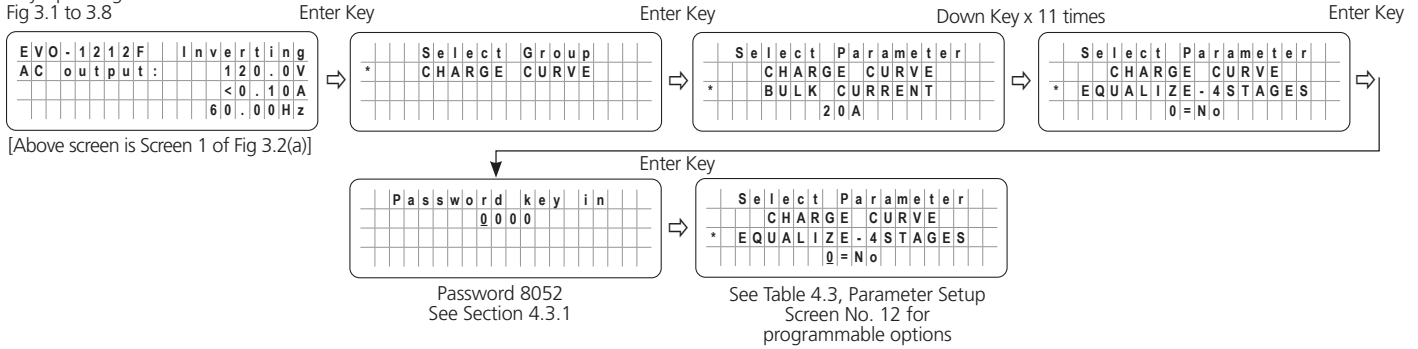 Fig 3.1 to 3.8
Enter Key
Enter Key
Down Key x 11 times
Enter Key
EVO-1212F Inverting
AC output: 120.0V
<0.10A
60.00Hz
[Above screen is Screen 1 of Fig 3.2(a)]
Select Group
* CHARGE CURVE
Select Parameter
CHARGE CURVE
* BULK CURRENT
20A
Select Parameter
CHARGE CURVE
* EQUALIZE-4STAGES
0=No
Enter Key
Password key in
0000
Password 8052
See Section 4.3.1
Select Parameter
CHARGE CURVE
* EQUALIZE-4STAGES
0=No
See Table 4.3, Parameter Setup
Screen No. 12 for
programmable options